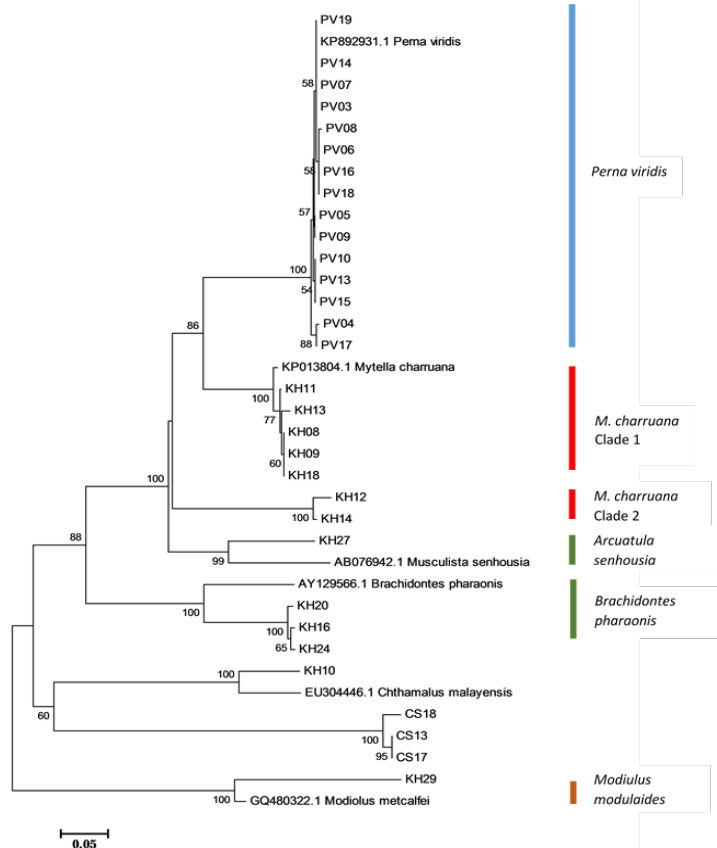 PV19
KP892931.1 Perna viridis
PV14
58
PV07
PV03
PV08
PV06
58
PV16
Perna viridis
PV18
57
PV05
PV09
100
PV10
PV13
54
PV15
86
PV04
88
PV17
KP013804.1 Mytella charruana
100
KH11
KH13
77
KH08
KH09
60
KH18
M. charruana
Clade 1
100
KH12
100
KH14
M. charruana
Clade 2
88
KH27
99
AB076942.1 Musculista senhousia
Arcuatula
senhousia
AY129566.1 Brachidontes pharaonis
100
KH20
100
KH16
65
KH24
Brachidontes
pharaonis
KH10
100
EU304446.1 Chthamalus malayensis
60
CS18
100
CS13
95
CS17
KH29
100
GQ480322.1 Modiolus metcalfei
Modiulus
modulaides
0.05